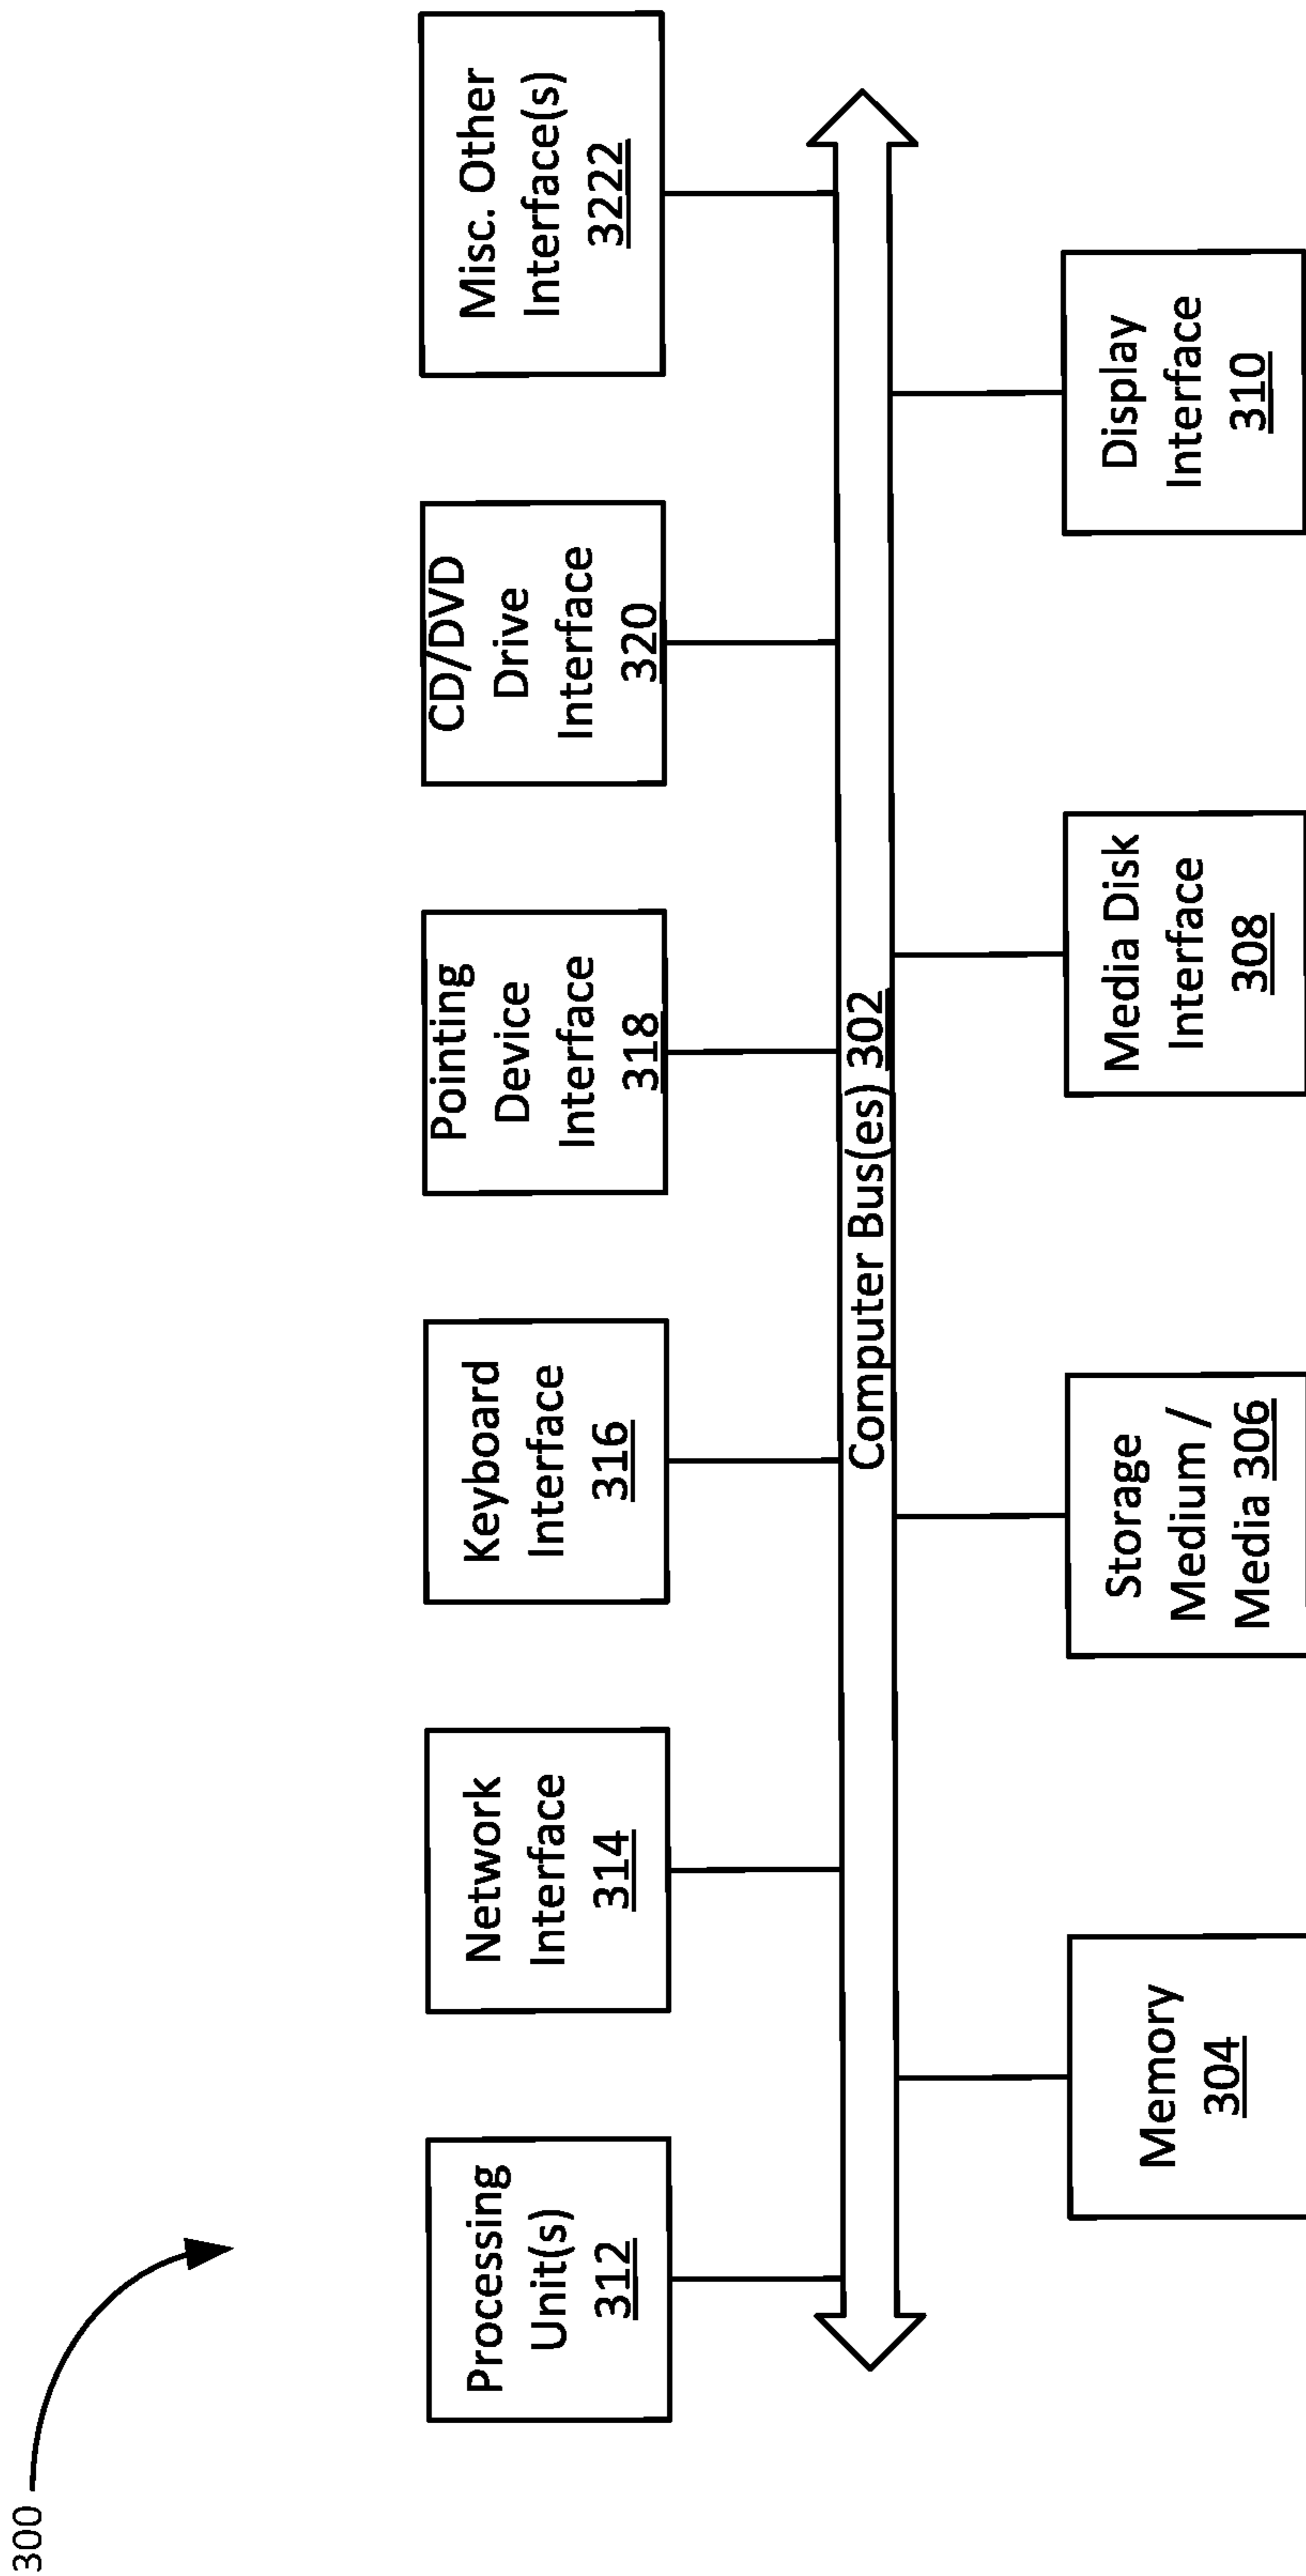 300
Processing
Unit(s)
312
Network
Interface
314
Keyboard
Interface
316
Pointing
Device
Interface
318
CD/DVD
Drive
Interface
320
Misc. Other
Interface(s)
3222
Computer Bus(es) 302
Memory
304
Storage
Medium /
Media 306
Media Disk
Interface
308
Display
Interface
310